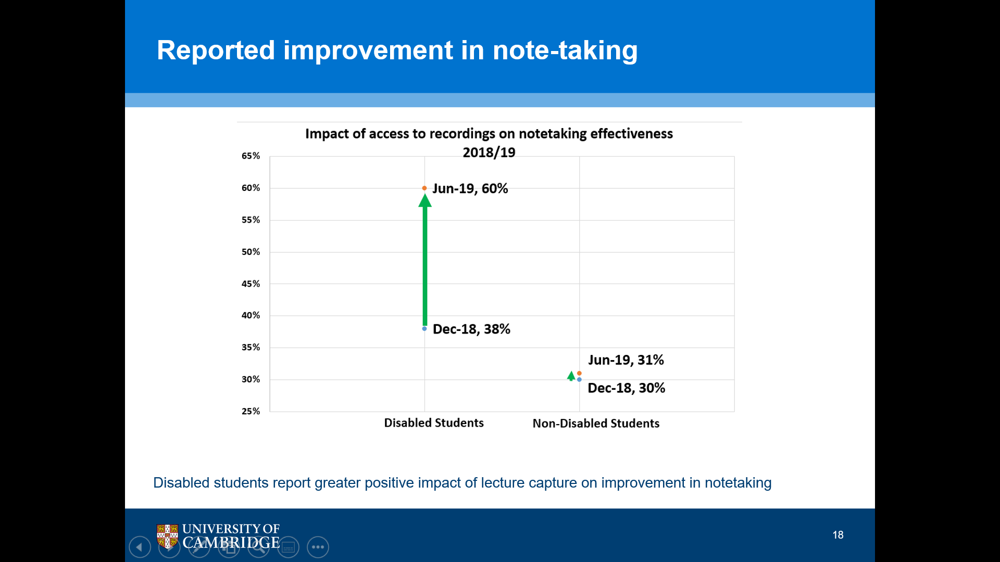 Reported improvement in note-taking
Impact of access to recordings on notetaking effectiveness
2018/19
65%
60%
55%
50%
45%
40%
35%
30%
25%
Jun-19, 60%
Dec-18, 38%
Jun-19, 31%
Dec-18, 30%
Disabled Students
Non-Disabled Students
Disabled students report greater positive impact of lecture capture on improvement in notetaking
UNIVERSITY OF
CAMBRIDGE
18